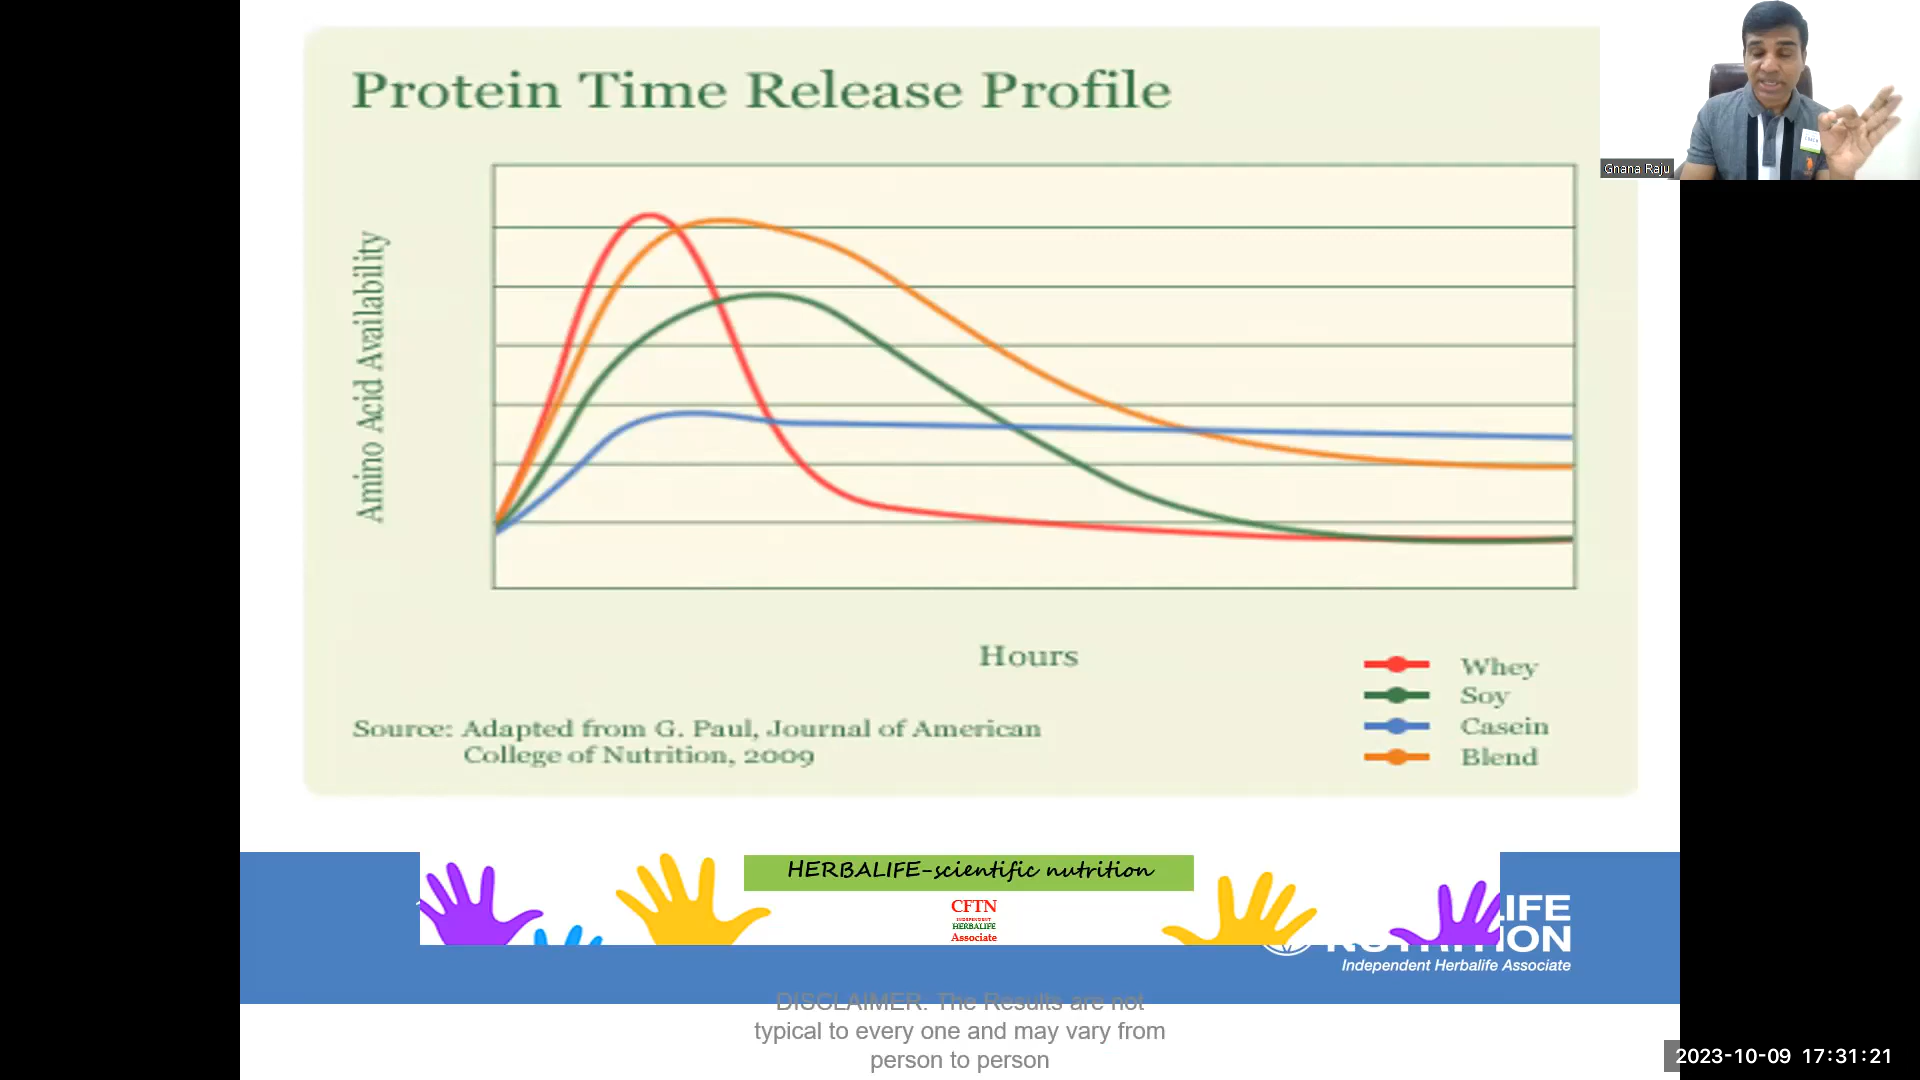 Protein Time Release Profile
Gnana Raju
Amino Acid Availability
Hours
Whey
Soy
Casein
Blend
Source: Adapted from G. Paul, Journal of American
College of Nutrition, 2009
HERBALIFE-scientific nutrition
CFTN
INDEPENDENT
HERBALIFE
Associate
LIFE
Independent Herbalife Associate
DISCLAIMER: The Results are not
typical to every one and may vary from
person to person
2023-10-09 17:31:21